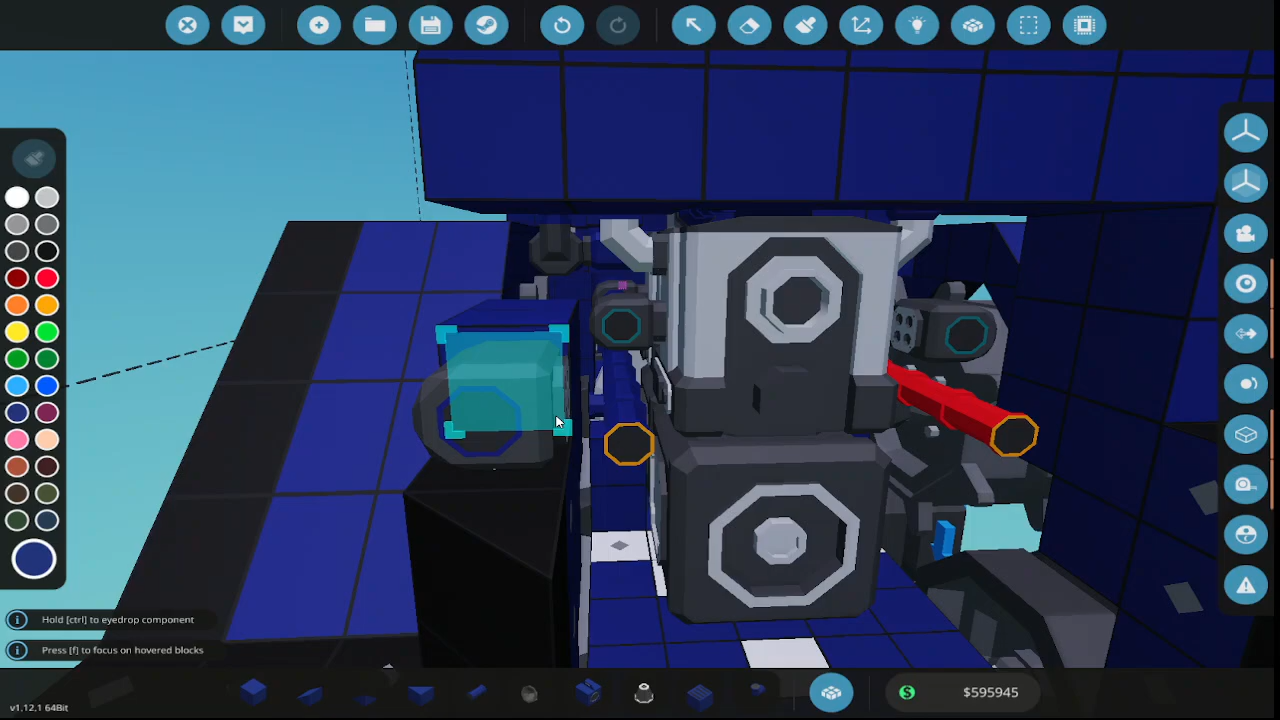 Hold [ctrl] to eyedrop component
Press [f] to focus on hovered blocks
$595945
v1.12.1 64Bit